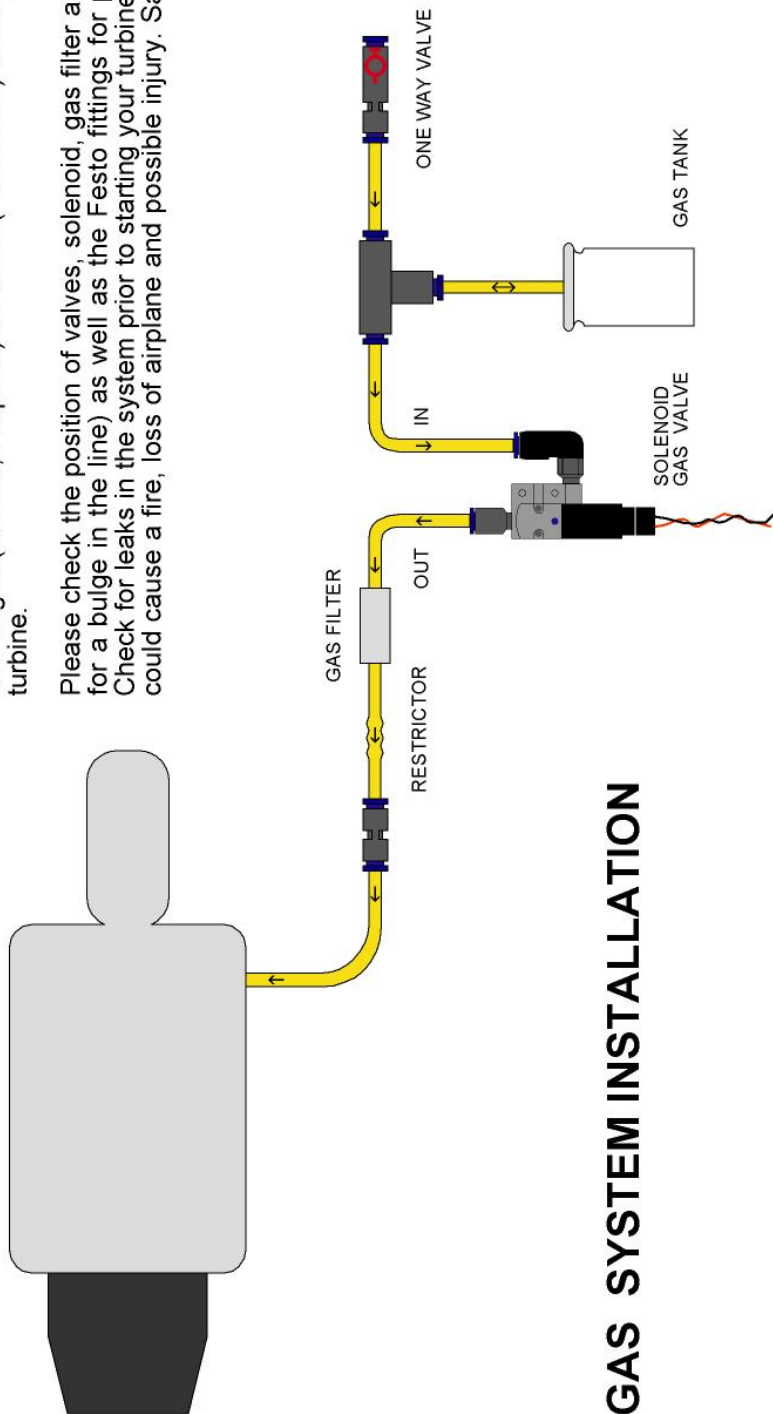 turbine.
Please check the position of valves, solenoid, gas filter a
for a bulge in the line) as well as the Festo fittings for
Check for leaks in the system prior to starting your turbine
could cause a fire, loss of airplane and possible injury. Sa
ONE WAY VALVE
GAS TANK
IN
SOLENOID
GAS VALVE
OUT
GAS FILTER
RESTRICTOR
GAS SYSTEM INSTALLATION